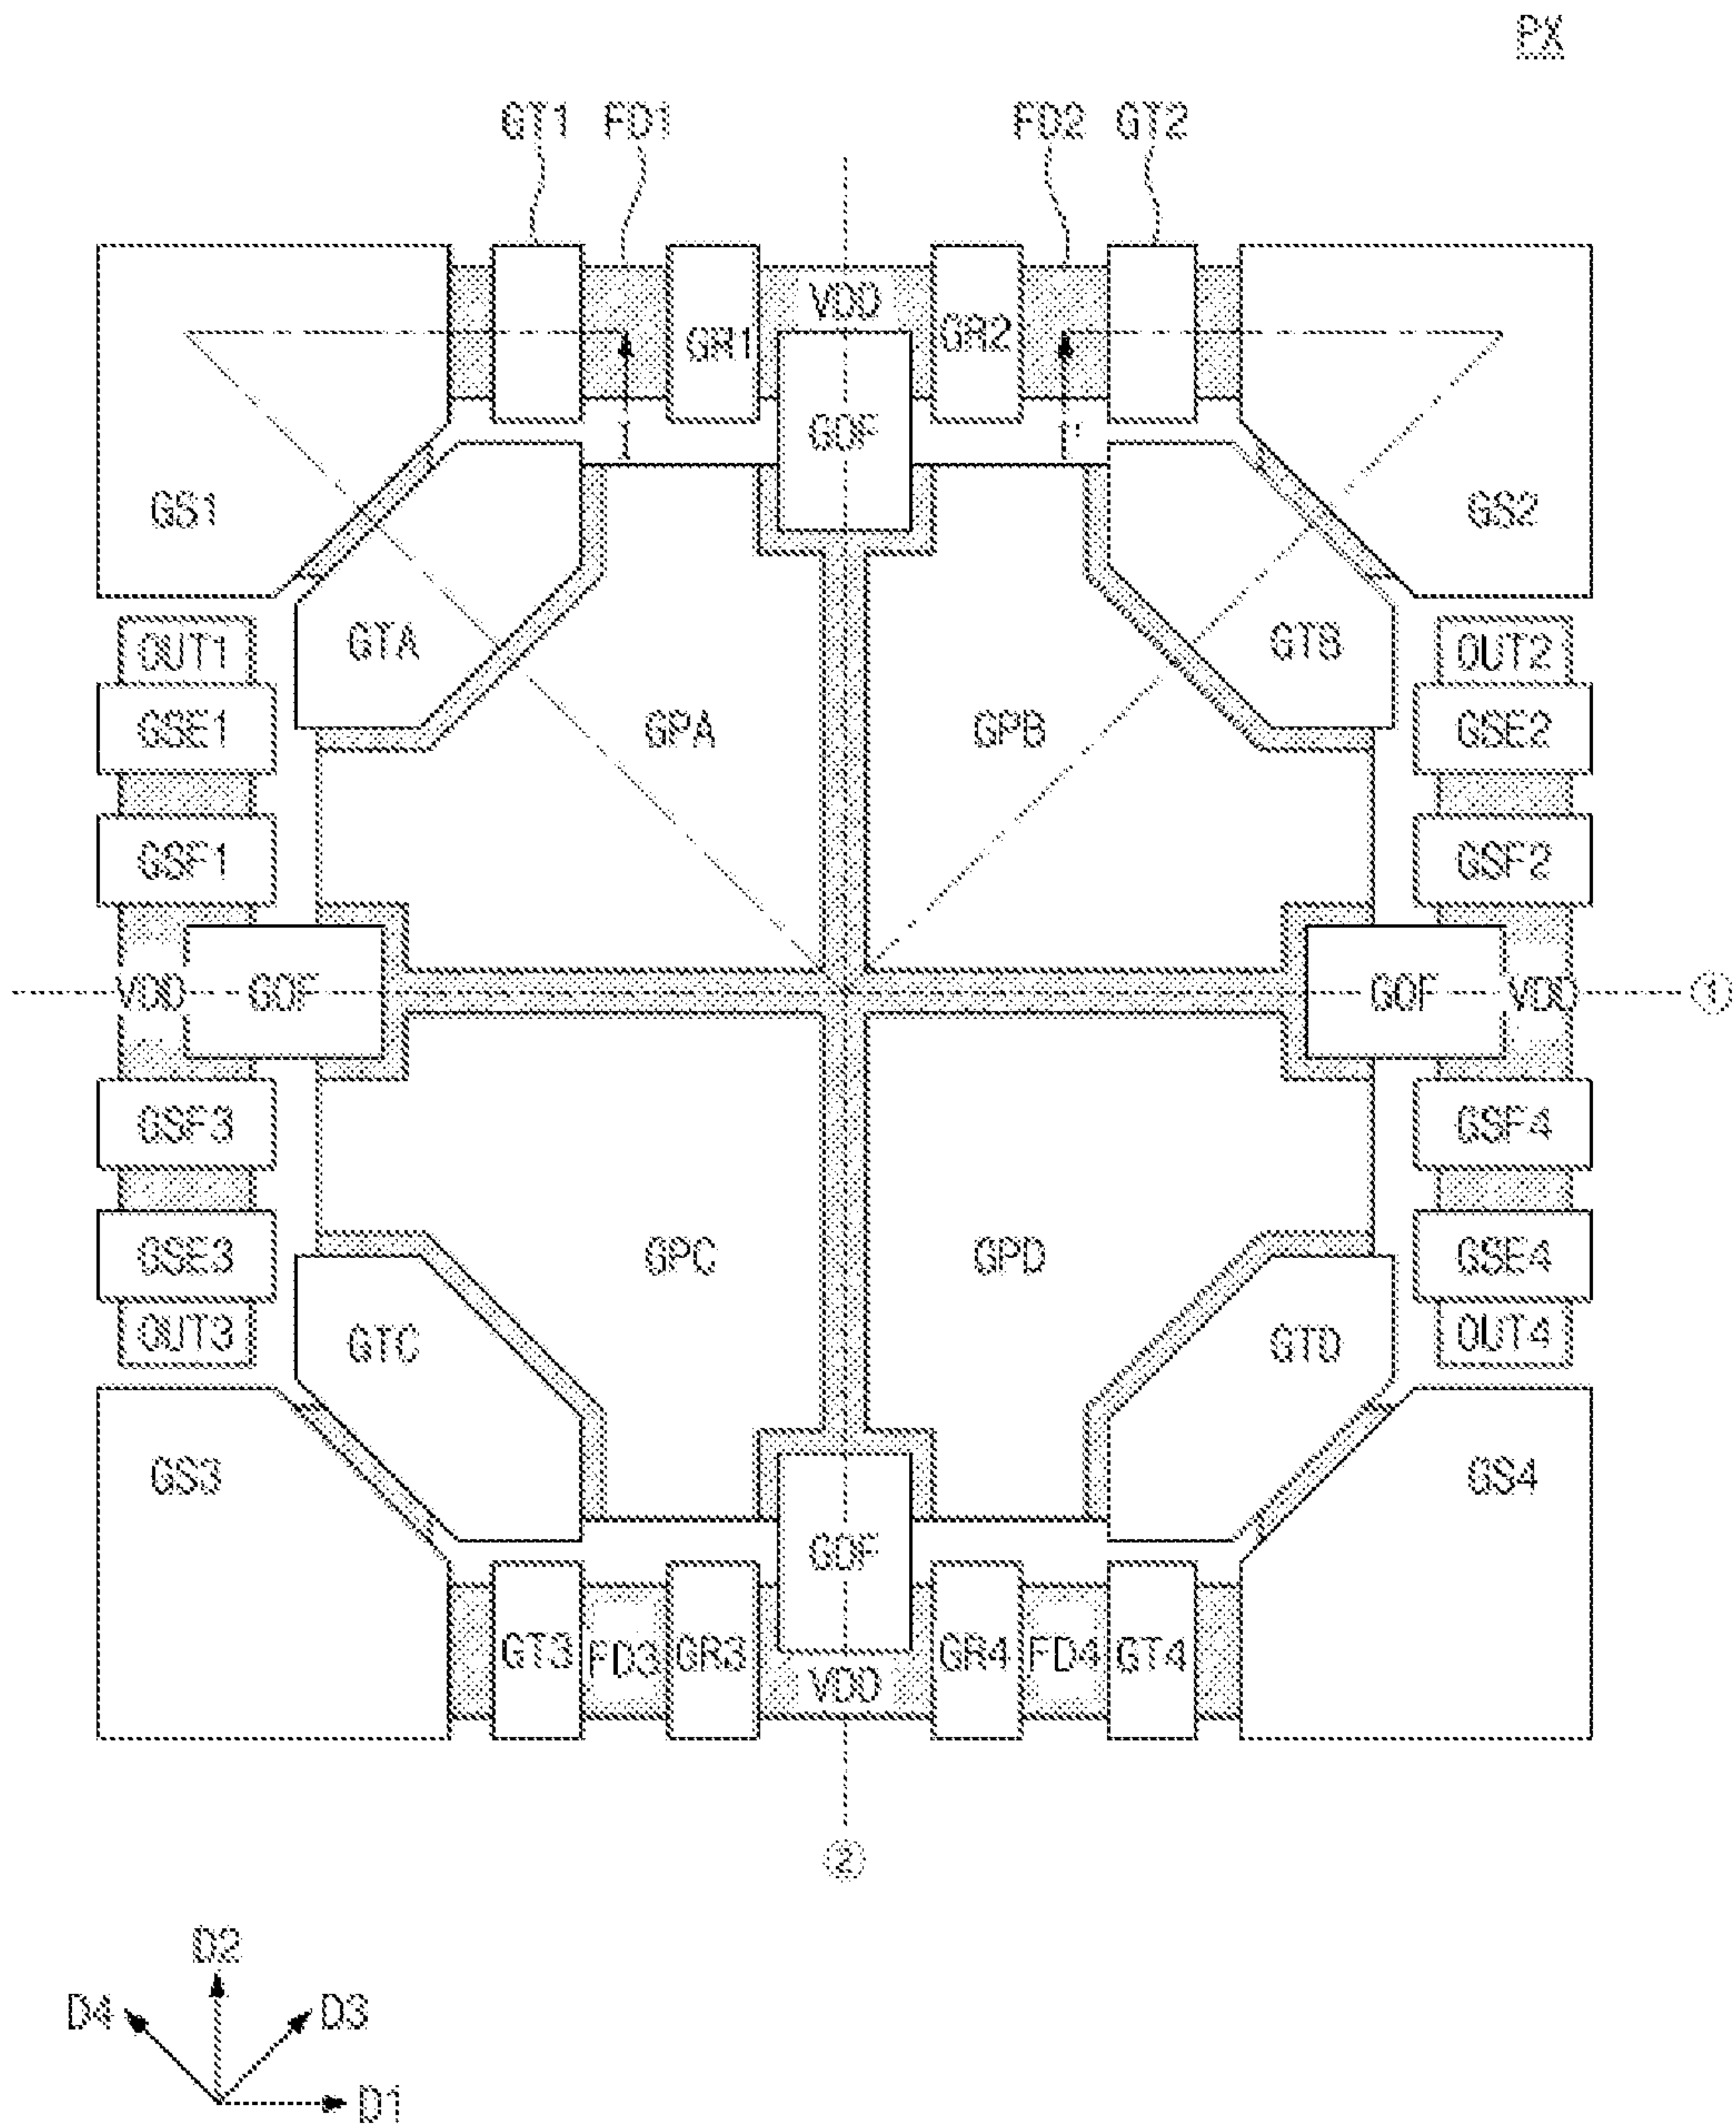 PX
GT1 FD1 FD2 GT2
VDD
GR1 GR2
GOF
GS1 GS2
OUT1 GTA GTB OUT2
GSE1 GPA GPB GSE2
GSF1 GSF2
VDD GOF GOF VDD ①
GSF3 GSF4
GSE3 GPC GPD GSE4
OUT3 GTC GTD OUT4
GS3 GS4
GOF
GT3 FD3 GR3 VDD GR4 FD4 GT4
②
D2
D4 D3
D1